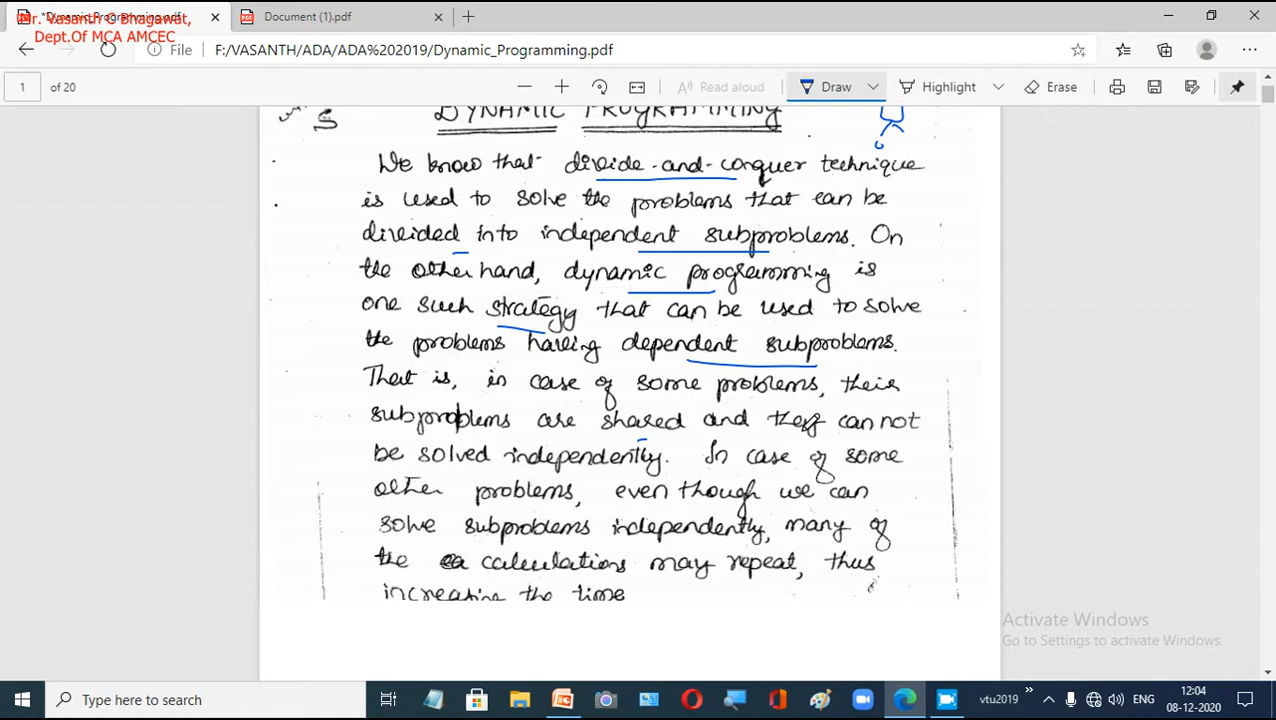 *Dynamic_Programming.pdf
Document (1).pdf
Dr. Vasanth G Bhagawat,
Dept.Of MCA AMCEC
File
F:/VASANTH/ADA/ADA%202019/Dynamic_Programming.pdf
1 of 20
Read aloud
Draw
Highlight
Erase
DYNAMIC PROGRAMMING
We know that divide-and-conquer technique
is used to solve the problems that can be
divided into independent subproblems. On
the other hand, dynamic programming is
one such strategy that can be used to solve
the problems having dependent subproblems.
That is, in case of some problems, their
subproblems are shared and they can not
be solved independently. In case of some
other problems, even though we can
solve subproblems independently, many of
the calculations may repeat, thus
increasing the time
Activate Windows
Go to Settings to activate Windows.
Type here to search
vtu2019
ENG
12:04
08-12-2020